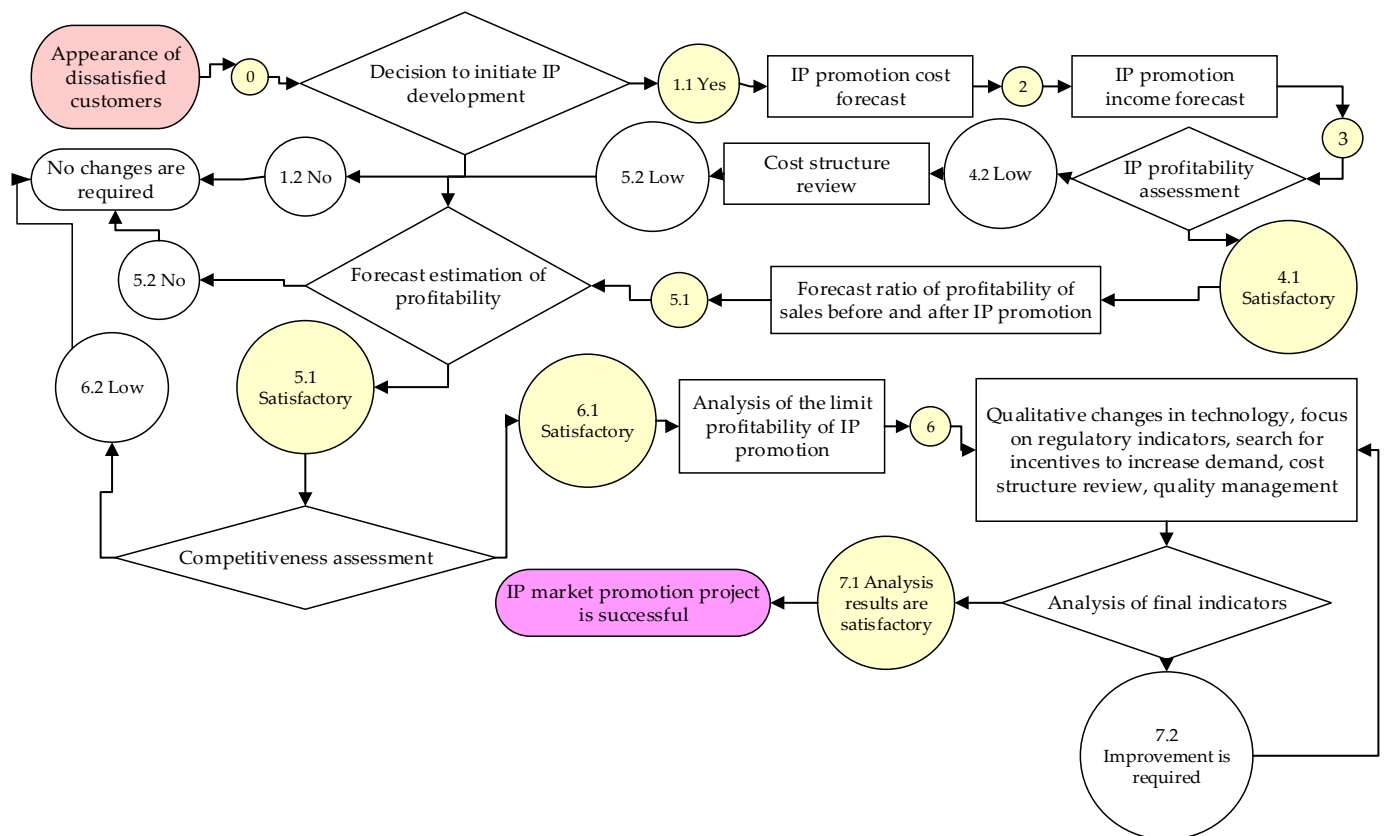 Appearance of
dissatisfied
customers
0
Decision to initiate IP
development
1.1 Yes
IP promotion cost
forecast
2
IP promotion
income forecast
3
No changes are
required
1.2 No
5.2 Low
Cost structure
review
4.2 Low
IP profitability
assessment
5.2 No
Forecast estimation of
profitability
5.1
Forecast ratio of profitability of
sales before and after IP promotion
4.1
Satisfactory
6.2 Low
5.1
Satisfactory
6.1
Satisfactory
Analysis of the limit
profitability of IP
promotion
6
Qualitative changes in technology, focus
on regulatory indicators, search for
incentives to increase demand, cost
structure review, quality management
Competitiveness assessment
IP market promotion project
is successful
7.1 Analysis
results are
satisfactory
Analysis of final indicators
7.2
Improvement is
required